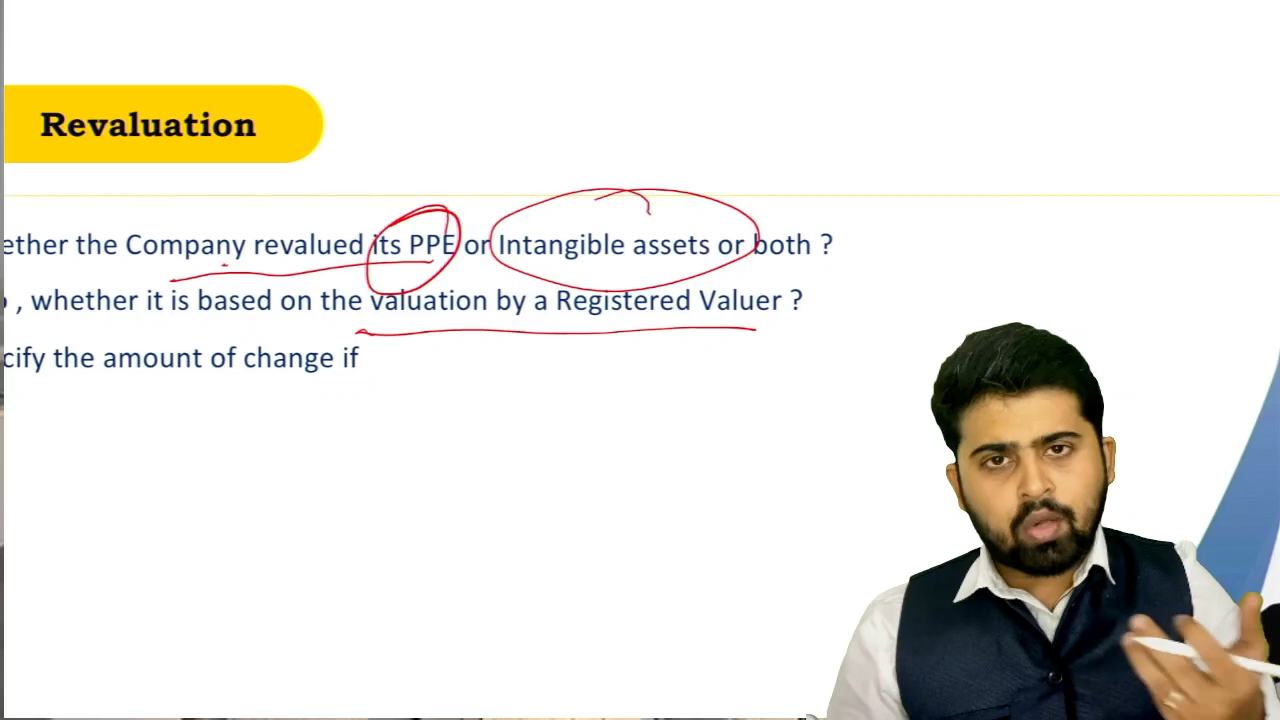 Revaluation
ether the Company revalued its PPE or Intangible assets or both ?
, whether it is based on the valuation by a Registered Valuer ?
cify the amount of change if